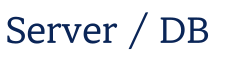 Server / DB